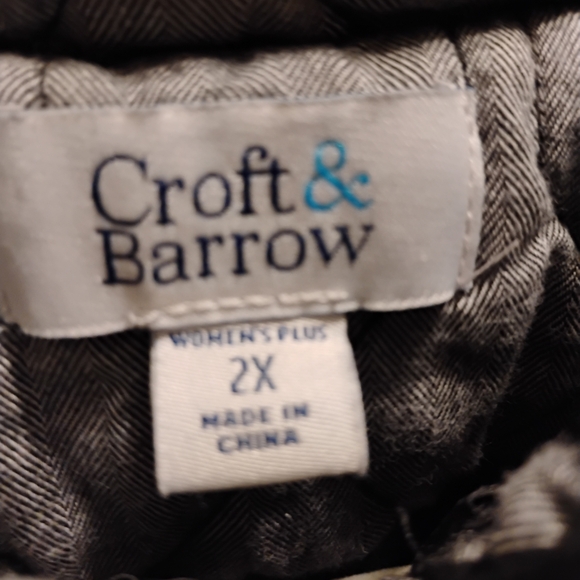 Croft &
Barrow
WOMEN'S PLUS
2X
MADE IN
CHINA